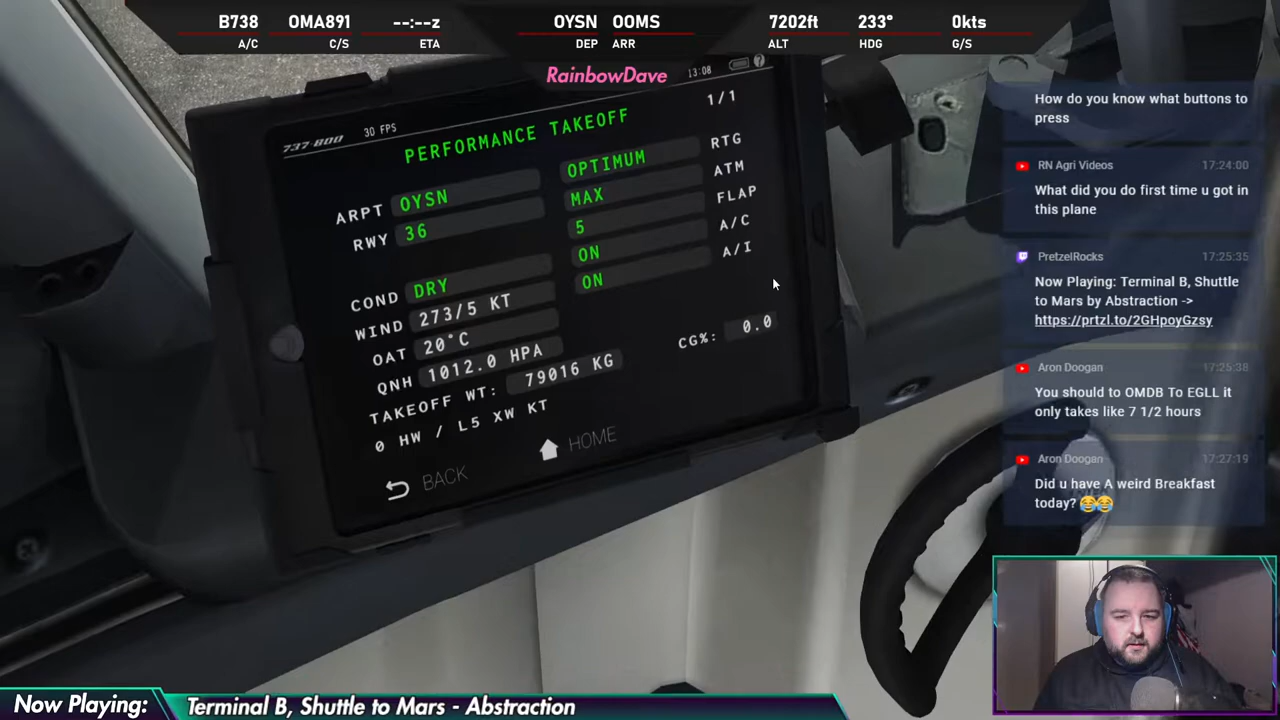 B738 OMA891 --:--z OYSN OOMS 7202ft 233° 0kts
A/C C/S ETA DEP ARR ALT HDG G/S
RainbowDave
737-800 30 FPS 13:08 ?
PERFORMANCE TAKEOFF 1/1
ARPT OYSN OPTIMUM RTG
RWY 36 MAX ATM
5 FLAP
COND DRY ON A/C
WIND 273/5 KT ON A/I
OAT 20°C
QNH 1012.0 HPA CG%: 0.0
TAKEOFF WT: 79016 KG
0 HW / L5 XW KT
BACK HOME
How do you know what buttons to
press
RN Agri Videos 17:24:00
What did you do first time u got in
this plane
PretzelRocks 17:25:35
Now Playing: Terminal B, Shuttle
to Mars by Abstraction ->
https://prtzl.to/2GHpoyGzsy
Aron Doogan 17:25:38
You should to OMDB To EGLL it
only takes like 7 1/2 hours
Aron Doogan 17:27:19
Did u have A weird Breakfast
today? 😂😂
Now Playing: Terminal B, Shuttle to Mars - Abstraction